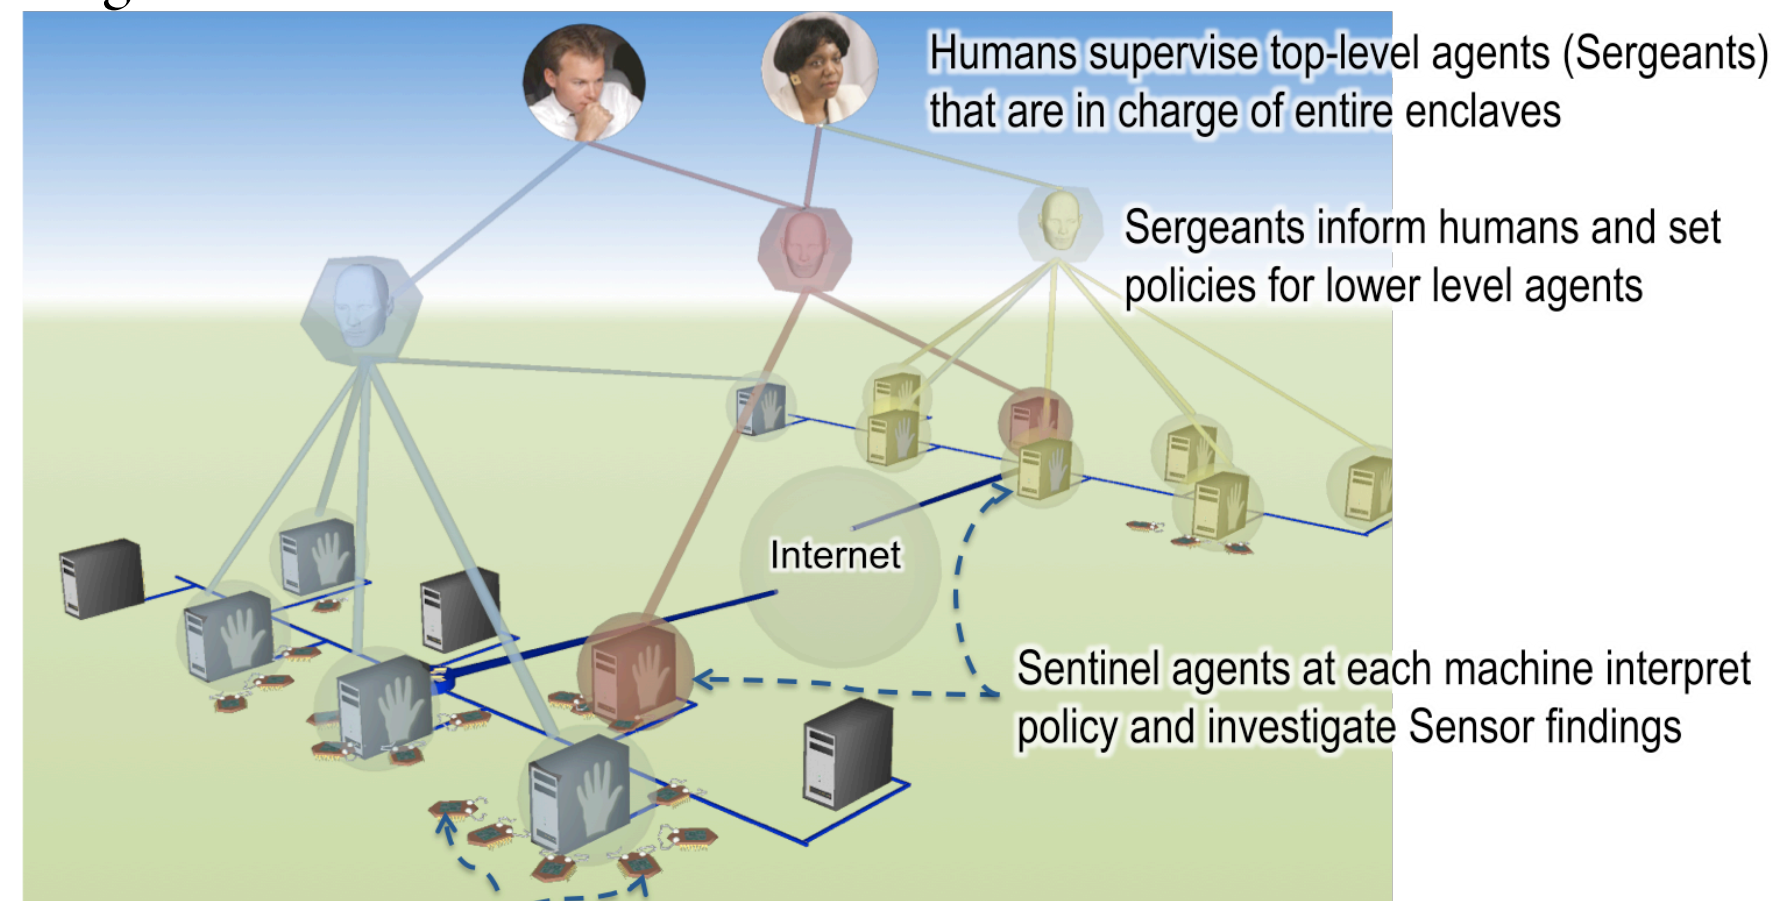 Humans supervise top-level agents (Sergeants)
that are in charge of entire enclaves
Sergeants inform humans and set
policies for lower level agents
Internet
Sentinel agents at each machine interpret
policy and investigate Sensor findings